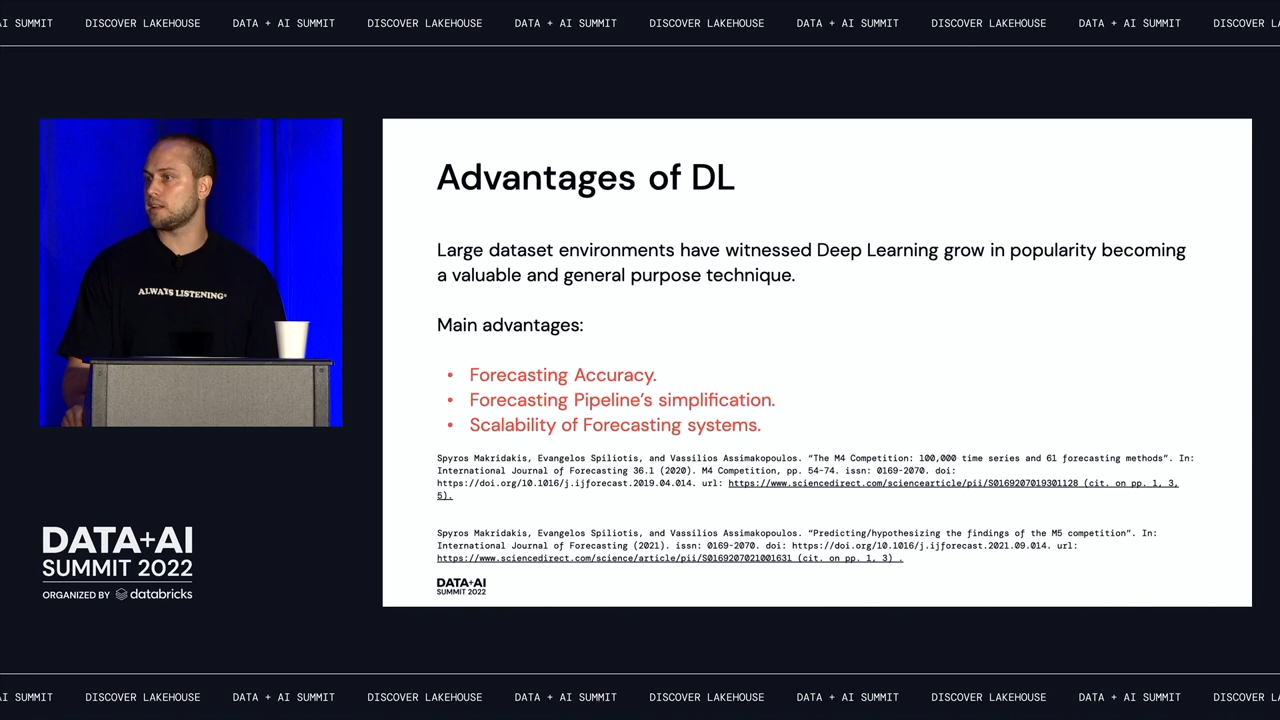 AI SUMMIT DISCOVER LAKEHOUSE DATA + AI SUMMIT DISCOVER LAKEHOUSE DATA + AI SUMMIT DISCOVER LAKEHOUSE DATA + AI SUMMIT DISCOVER LAKEHOUSE DATA + AI SUMMIT DISCOVER
ALWAYS LISTENING
Advantages of DL
Large dataset environments have witnessed Deep Learning grow in popularity becoming
a valuable and general purpose technique.
Main advantages:
• Forecasting Accuracy.
• Forecasting Pipeline's simplification.
• Scalability of Forecasting systems.
Spyros Makridakis, Evangelos Spiliotis, and Vassilios Assimakopoulos. “The M4 Competition: 100,000 time series and 61 forecasting methods”. In:
International Journal of Forecasting 36.1 (2020). M4 Competition, pp. 54-74. issn: 0169-2070. doi:
https://doi.org/10.1016/j.ijforecast.2019.04.014. url: https://www.sciencedirect.com/sciencearticle/pii/S0169207019301128 (cit. on pp. 1, 3,
5).
Spyros Makridakis, Evangelos Spiliotis, and Vassilios Assimakopoulos. “Predicting/hypothesizing the findings of the M5 competition”. In:
International Journal of Forecasting (2021). issn: 0169-2070. doi: https://doi.org/10.1016/j.ijforecast.2021.09.014. url:
https://www.sciencedirect.com/science/article/pii/S0169207021001631 (cit. on pp. 1, 3) .
DATA+AI
SUMMIT 2022
DATA+AI
SUMMIT 2022
ORGANIZED BY databricks
AI SUMMIT DISCOVER LAKEHOUSE DATA + AI SUMMIT DISCOVER LAKEHOUSE DATA + AI SUMMIT DISCOVER LAKEHOUSE DATA + AI SUMMIT DISCOVER LAKEHOUSE DATA + AI SUMMIT DISCOVER